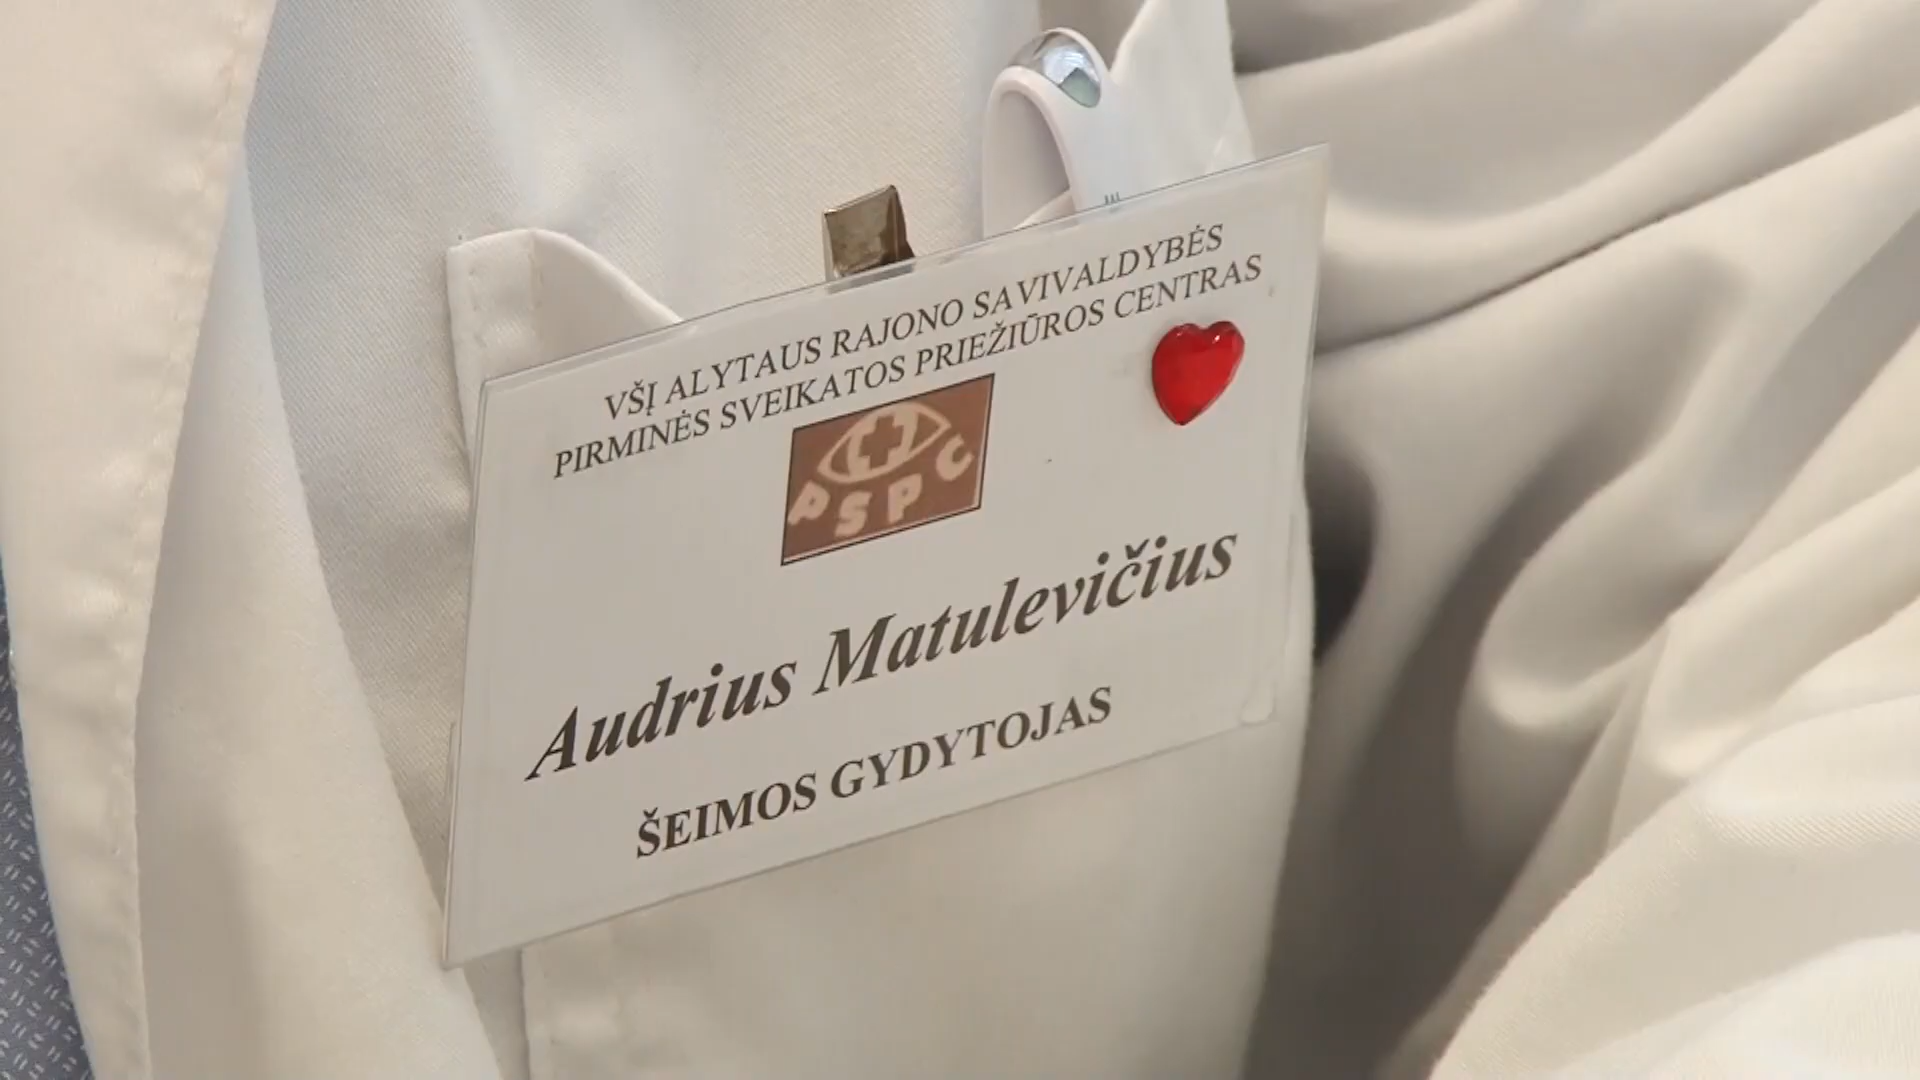 VŠĮ ALYTAUS RAJONO SAVIVALDYBĖS
PIRMINĖS SVEIKATOS PRIEŽIŪROS CENTRAS
PSPC
Audrius Matulevičius
ŠEIMOS GYDYTOJAS